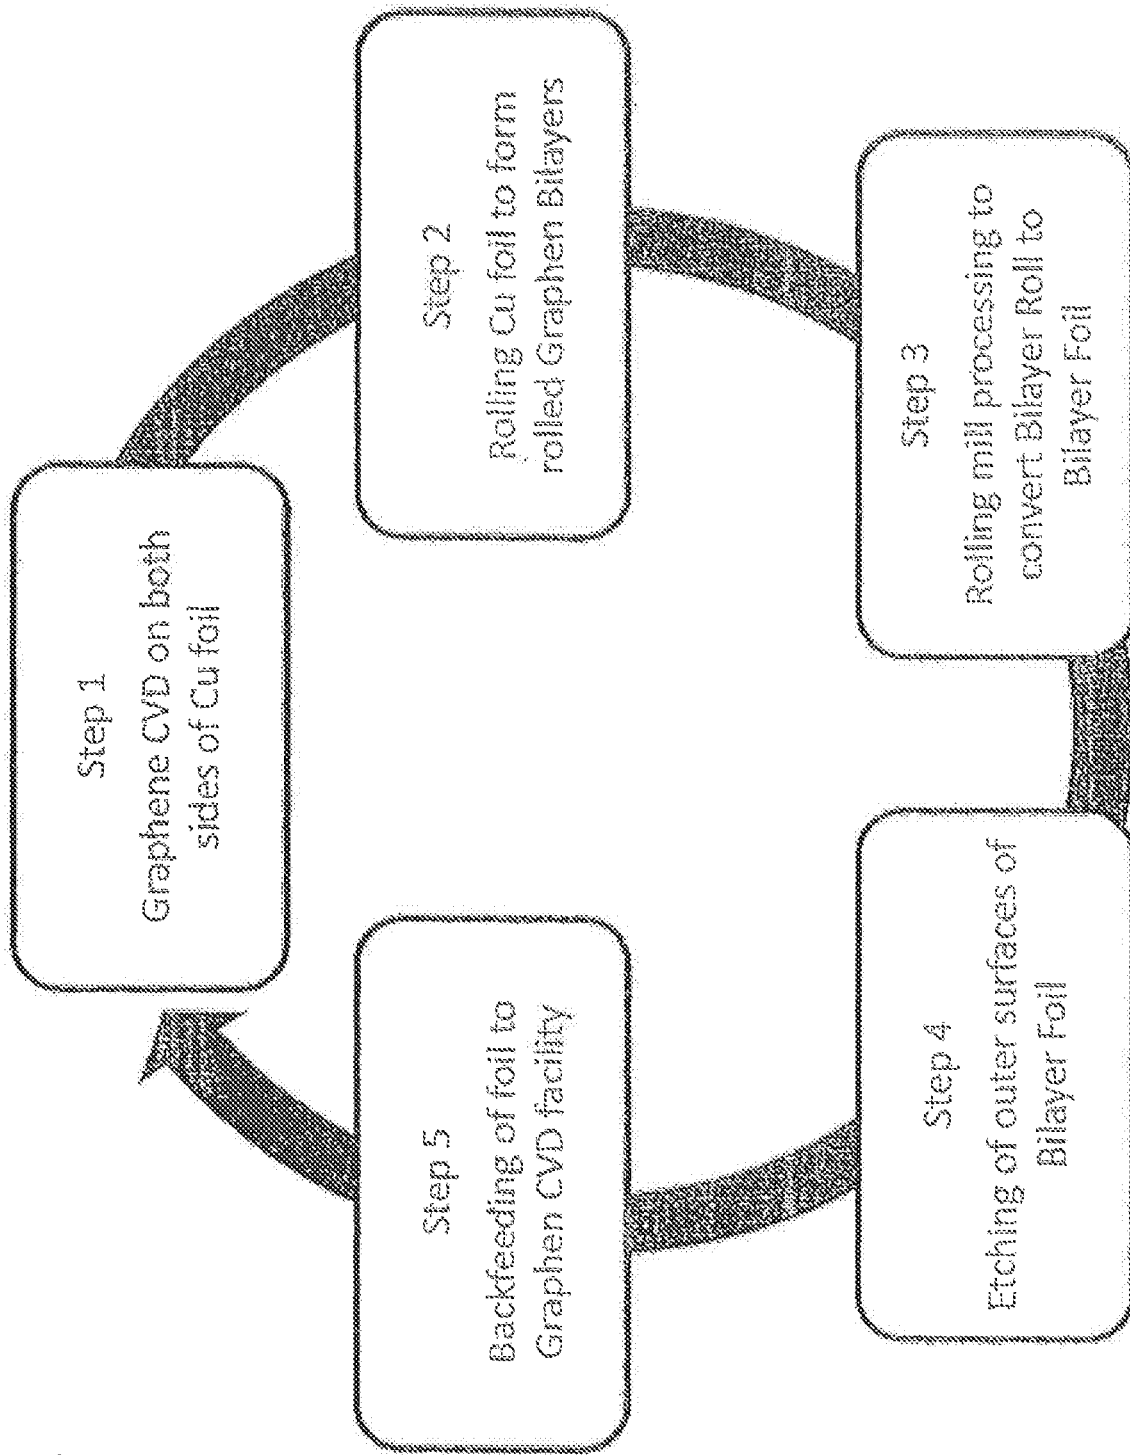 Step 1
Graphene CVD on both
sides of Cu foil
Step 2
Rolling Cu foil to form
rolled Graphen Bilayers
Step 3
Rolling mill processing to
convert Bilayer Roll to
Bilayer Foil
Step 4
Etching of outer surfaces of
Bilayer Foil
Step 5
Backfeeding of foil to
Graphen CVD facility